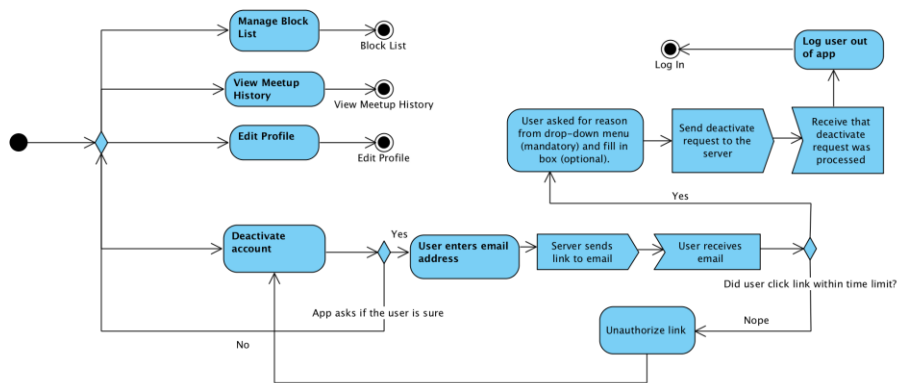 Manage Block
List
Block List
Log user out
of app
Log In
View Meetup
History
View Meetup History
User asked for reason
from drop-down menu
(mandatory) and fill in
box (optional).
Send deactivate
request to the
server
Receive that
deactivate
request was
processed
Edit Profile
Edit Profile
Yes
Deactivate
account
Yes
User enters email
address
Server sends
link to email
User receives
email
Did user click link within time limit?
App asks if the user is sure
Nope
Unauthorize link
No